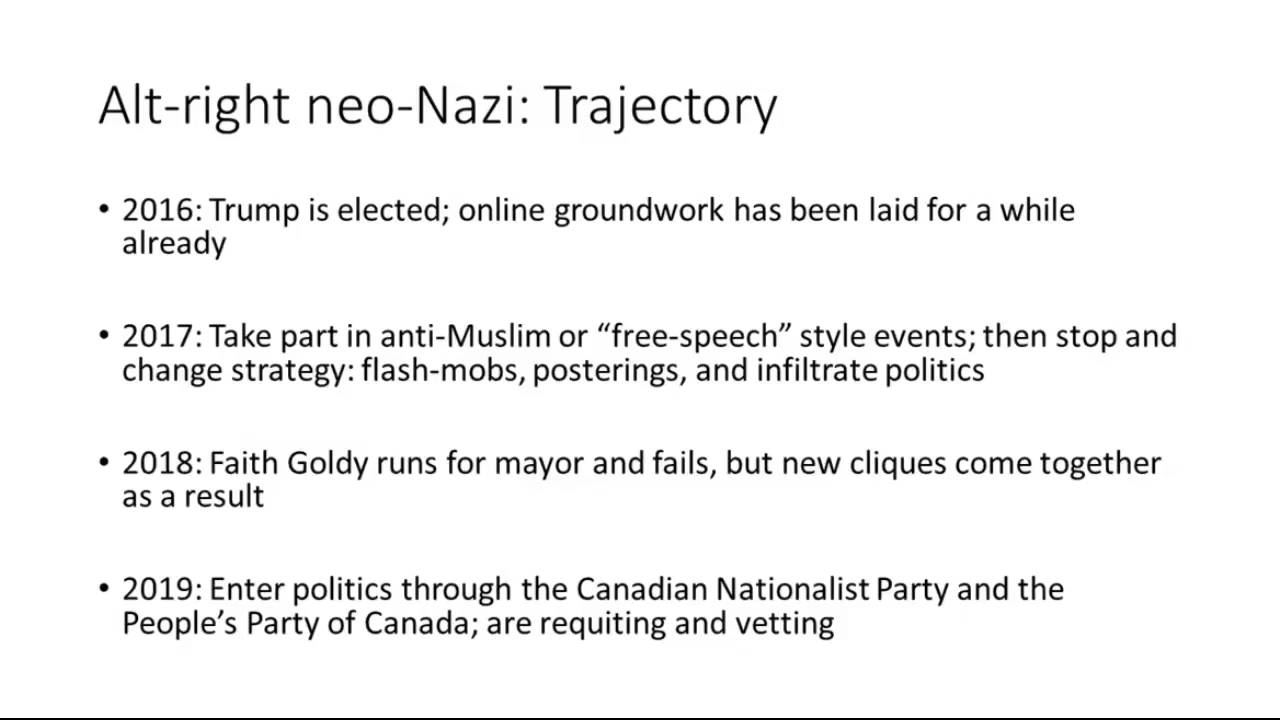 Alt-right neo-Nazi: Trajectory
• 2016: Trump is elected; online groundwork has been laid for a while
already
• 2017: Take part in anti-Muslim or “free-speech” style events; then stop and
change strategy: flash-mobs, posterings, and infiltrate politics
• 2018: Faith Goldy runs for mayor and fails, but new cliques come together
as a result
• 2019: Enter politics through the Canadian Nationalist Party and the
People’s Party of Canada; are requiting and vetting